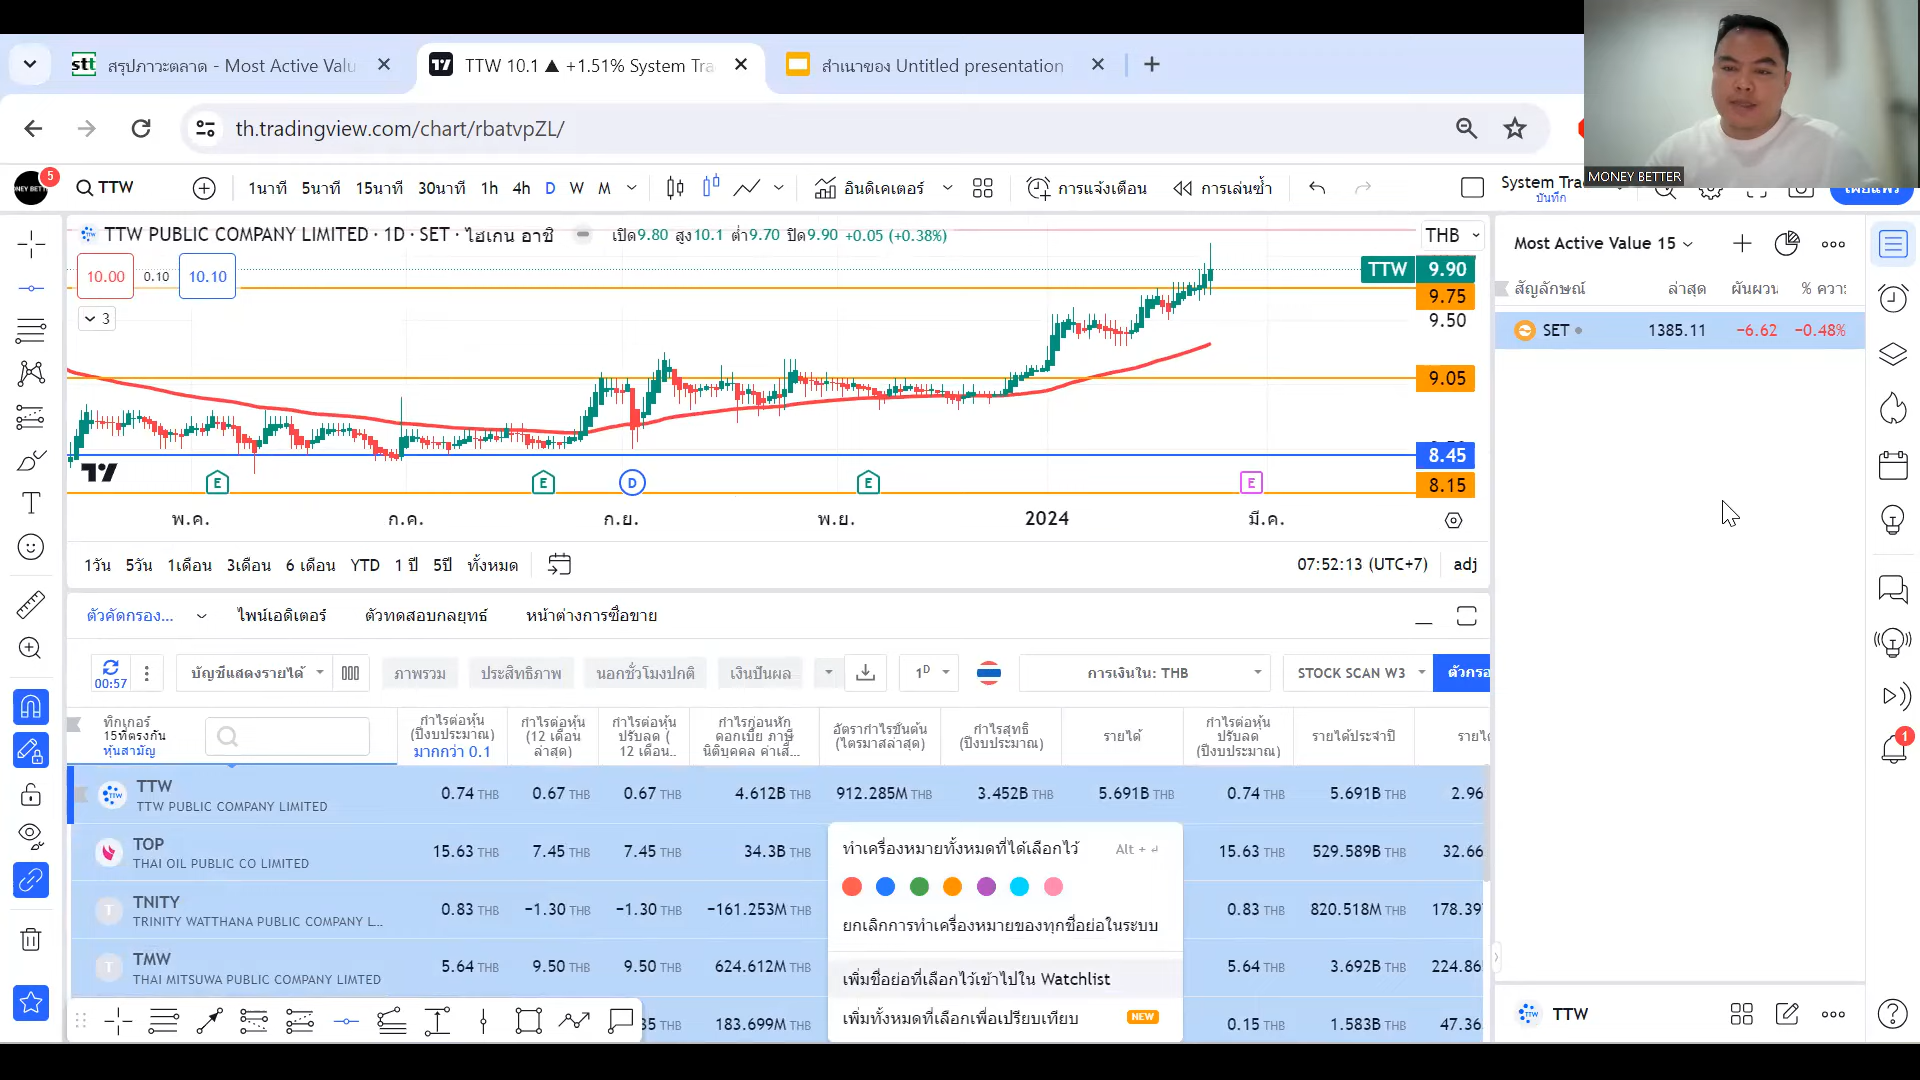 stt สรุปภาวะตลาด - Most Active Valu
TTW 10.1 ▲ +1.51% System Tra
สำเนาของ Untitled presentation
th.tradingview.com/chart/rbatvpZL/
MONEY BETTER
5
TTW
1นาที 5นาที 15นาที 30นาที 1h 4h D W M
อินดิเคเตอร์
การแจ้งเตือน
การเล่นซ้ำ
System Tra
บันทึก
เผยแพร่
TTW PUBLIC COMPANY LIMITED · 1D · SET · ไฮเกน อาชิ
เปิด9.80 สูง10.1 ต่ำ9.70 ปิด9.90 +0.05 (+0.38%)
THB
10.00 0.10 10.10
3
TTW 9.90
9.75
9.50
9.05
8.45
8.15
E E D E E
พ.ค. ก.ค. ก.ย. พ.ย. 2024 มี.ค.
1วัน 5วัน 1เดือน 3เดือน 6 เดือน YTD 1 ปี 5ปี ทั้งหมด
07:52:13 (UTC+7) adj
Most Active Value 15
สัญลักษณ์ ล่าสุด ผันผวน % ความ
SET 1385.11 −6.62 −0.48%
1
ตัวคัดกรอง... ไพน์เอดิเตอร์ ตัวทดสอบกลยุทธ์ หน้าต่างการซื้อขาย
00:57
บัญชีแสดงรายได้
ภาพรวม ประสิทธิภาพ นอกชั่วโมงปกติ เงินปันผล
1D
การเงินใน: THB
STOCK SCAN W3
ตัวกรอ
ทิกเกอร์
15ที่ตรงกัน
หุ้นสามัญ
กำไรต่อหุ้น
(ปีงบประมาณ)
มากกว่า 0.1
กำไรต่อหุ้น
(12 เดือน
ล่าสุด)
กำไรต่อหุ้น
ปรับลด (
12 เดือน..
กำไรก่อนหัก
ดอกเบี้ย ภาษี
นิติบุคคล ค่าเสื่...
อัตรากำไรขั้นต้น
(ไตรมาสล่าสุด)
กำไรสุทธิ
(ปีงบประมาณ)
รายได้
กำไรต่อหุ้น
ปรับลด
(ปีงบประมาณ)
รายได้ประจำปี
รายได้
TTW
TTW PUBLIC COMPANY LIMITED
0.74 THB 0.67 THB 0.67 THB 4.612B THB 912.285M THB 3.452B THB 5.691B THB 0.74 THB 5.691B THB 2.96
TOP
THAI OIL PUBLIC CO LIMITED
15.63 THB 7.45 THB 7.45 THB 34.3B THB 15.63 THB 529.589B THB 32.66
TNITY
TRINITY WATTHANA PUBLIC COMPANY L...
0.83 THB −1.30 THB −1.30 THB −161.253M THB 0.83 THB 820.518M THB 178.39
TMW
THAI MITSUWA PUBLIC COMPANY LIMITED
5.64 THB 9.50 THB 9.50 THB 624.612M THB 5.64 THB 3.692B THB 224.86
35 THB 183.699M THB 0.15 THB 1.583B THB 47.36
ทำเครื่องหมายทั้งหมดที่ได้เลือกไว้ Alt + ⏎
ยกเลิกการทำเครื่องหมายของทุกชื่อย่อในระบบ
เพิ่มชื่อย่อที่เลือกไว้เข้าไปใน Watchlist
เพิ่มทั้งหมดที่เลือกเพื่อเปรียบเทียบ NEW
TTW